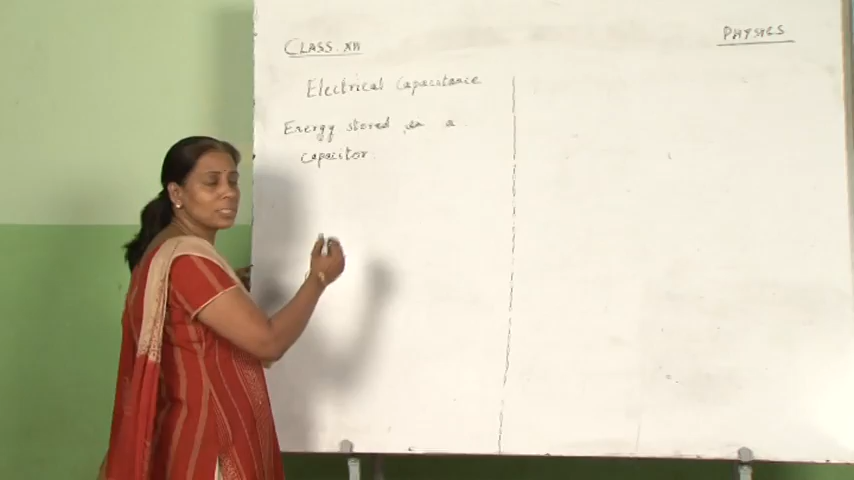 CLASS. XII
PHYSICS
Electrical Capacitance
Energy stored in a
capacitor.